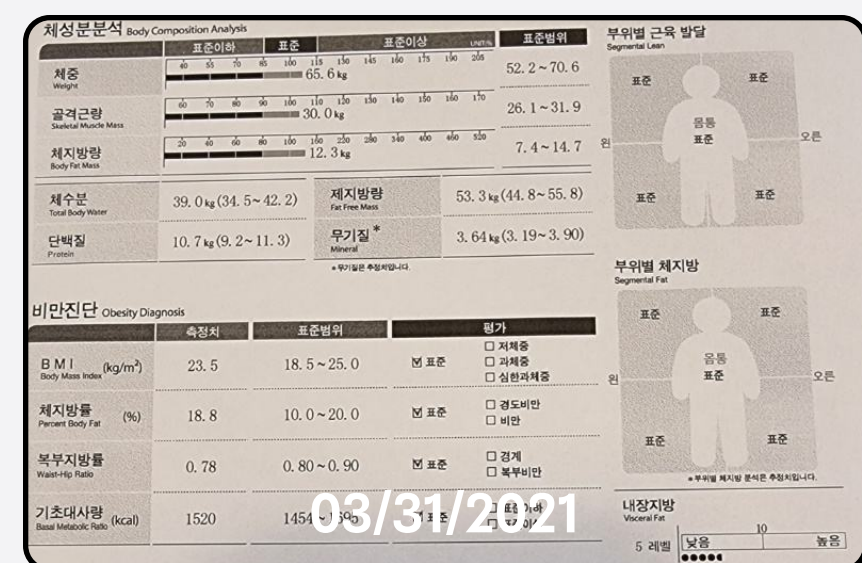 체성분분석 Body Composition Analysis
표준이하 표준 표준이상 UNIT:% 표준범위
체중 40 55 70 85 100 115 130 145 160 175 190 205
Weight 65.6 kg 52.2~70.6
골격근량 60 70 80 90 100 110 120 130 140 150 160 170
Skeletal Muscle Mass 30.0 kg 26.1~31.9
체지방량 20 40 60 80 100 160 220 280 340 400 460 520
Body Fat Mass 12.3 kg 7.4~14.7
체수분 39.0 kg (34.5~42.2) 제지방량 53.3 kg (44.8~55.8)
Total Body Water Fat Free Mass
단백질 10.7 kg (9.2~11.3) 무기질* 3.64 kg (3.19~3.90)
Protein Mineral
*무기질은 추정치입니다.
비만진단 Obesity Diagnosis
측정치 표준범위 평가
BMI (kg/m²) 23.5 18.5~25.0 표준 저체중
Body Mass Index 과체중
심한과체중
체지방률 (%) 18.8 10.0~20.0 표준 경도비만
Percent Body Fat 비만
복부지방률 0.78 0.80~0.90 표준 경계
Waist-Hip Ratio 복부비만
기초대사량 (kcal) 1520
Basal Metabolic Ratio
03/31/2021
부위별 근육 발달
Segmental Lean
표준 표준
몸통
표준
왼 오른
표준 표준
부위별 체지방
Segmental Fat
표준 표준
몸통
표준
왼 오른
표준 표준
*부위별 체지방 분석은 추정치입니다.
내장지방
Visceral Fat
10
5 레벨 낮음 높음